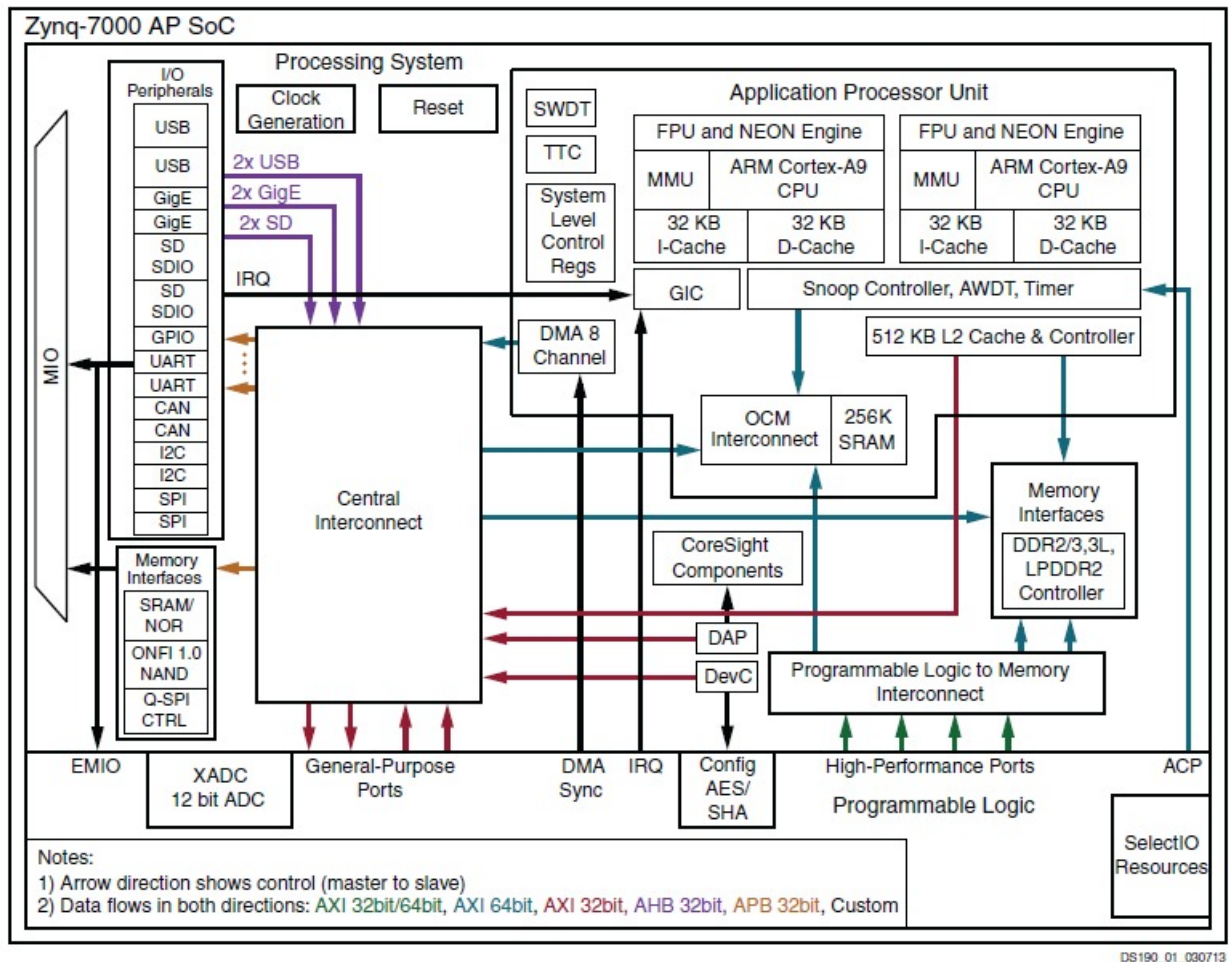 Zynq-7000 AP SoC
Processing System
I/O
Peripherals
USB
USB
GigE
GigE
SD
SDIO
SD
SDIO
GPIO
UART
UART
CAN
CAN
I2C
I2C
SPI
SPI
MIO
Memory
Interfaces
SRAM/
NOR
ONFI 1.0
NAND
Q-SPI
CTRL
Clock
Generation
Reset
2x USB
2x GigE
2x SD
IRQ
Central
Interconnect
Application Processor Unit
SWDT
TTC
System
Level
Control
Regs
FPU and NEON Engine
MMU
ARM Cortex-A9
CPU
32 KB
I-Cache
32 KB
D-Cache
FPU and NEON Engine
MMU
ARM Cortex-A9
CPU
32 KB
I-Cache
32 KB
D-Cache
GIC
Snoop Controller, AWDT, Timer
DMA 8
Channel
512 KB L2 Cache & Controller
OCM
Interconnect
256K
SRAM
Memory
Interfaces
DDR2/3,3L,
LPDDR2
Controller
CoreSight
Components
DAP
DevC
Programmable Logic to Memory
Interconnect
EMIO
XADC
12 bit ADC
General-Purpose
Ports
DMA
Sync
IRQ
Config
AES/
SHA
High-Performance Ports
ACP
Programmable Logic
SelectIO
Resources
Notes:
1) Arrow direction shows control (master to slave)
2) Data flows in both directions: AXI 32bit/64bit, AXI 64bit, AXI 32bit, AHB 32bit, APB 32bit, Custom
DS190_01_030713